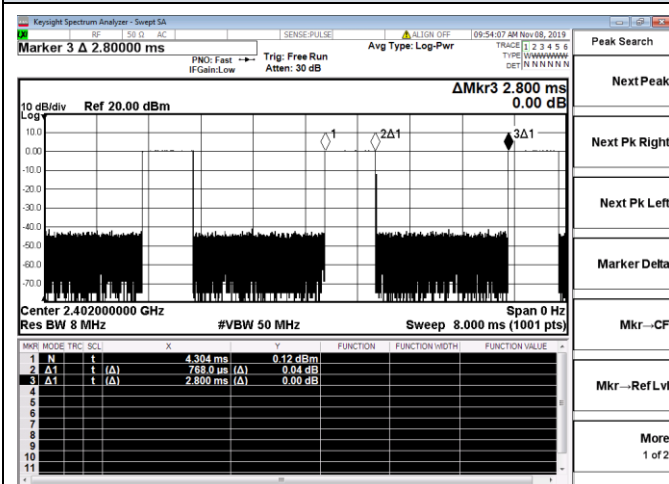 Keysight Spectrum Analyzer - Swept SA
RF 50 Ω AC SENSE:PULSE ALIGN OFF 09:54:07 AM Nov 08, 2019
Marker 3 Δ 2.80000 ms
PNO: Fast
IFGain:Low
Trig: Free Run
Atten: 30 dB
Avg Type: Log-Pwr
TRACE 1 2 3 4 5 6
TYPE WWWWWW
DET N N N N N N
Peak Search
Next Peak
Next Pk Right
Next Pk Left
Marker Delta
Mkr→CF
Mkr→Ref Lvl
More
1 of 2
ΔMkr3 2.800 ms
0.00 dB
10 dB/div Ref 20.00 dBm
Log
10.0
0.00
-10.0
-20.0
-30.0
-40.0
-50.0
-60.0
-70.0
1
2Δ1
3Δ1
Center 2.402000000 GHz Span 0 Hz
Res BW 8 MHz #VBW 50 MHz Sweep 8.000 ms (1001 pts)
MKR MODE TRC SCL X Y FUNCTION FUNCTION WIDTH FUNCTION VALUE
1 N t 4.304 ms 0.12 dBm
2 Δ1 t (Δ) 768.0 µs (Δ) 0.04 dB
3 Δ1 t (Δ) 2.800 ms (Δ) 0.00 dB
4
5
6
7
8
9
10
11